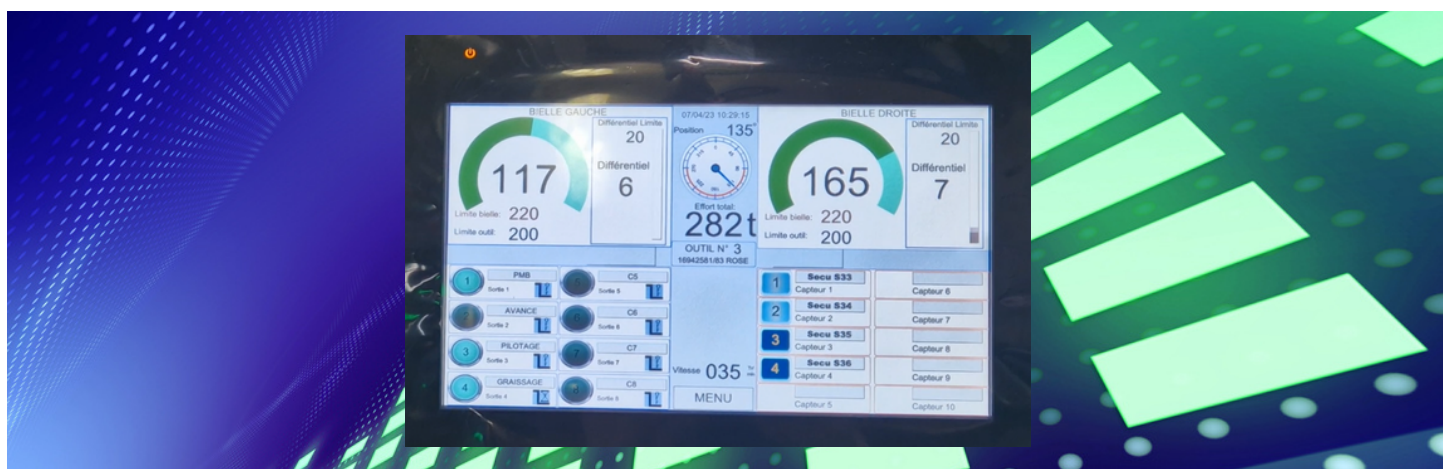 BIELLE GAUCHE
Différentiel Limite
20
Différentiel
6
117
Limite bielle: 220
Limite outil: 200
07/04/23 10:29:15
Position 135°
Effort total:
282t
OUTIL N° 3
16942581/83 ROSE
BIELLE DROITE
Différentiel Limite
20
Différentiel
7
165
Limite bielle: 220
Limite outil: 200
1 PMB
Sortie 1
2 AVANCE
Sortie 2
3 PILOTAGE
Sortie 3
4 GRAISSAGE
Sortie 4
5 C5
Sortie 5
6 C6
Sortie 6
7 C7
Sortie 7
8 C8
Sortie 8
Vitesse 035
MENU
1 Secu S33
Capteur 1
2 Secu S34
Capteur 2
3 Secu S35
Capteur 3
4 Secu S36
Capteur 4
Capteur 5
Capteur 6
Capteur 7
Capteur 8
Capteur 9
Capteur 10